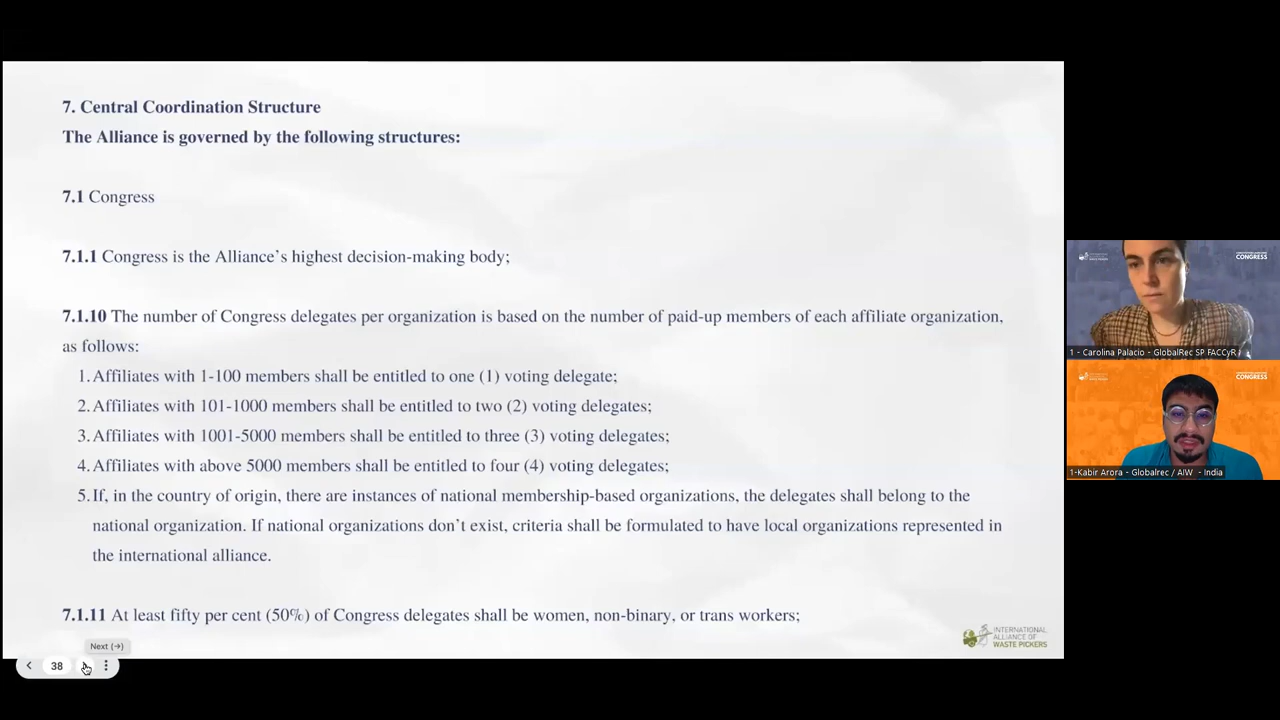 7. Central Coordination Structure
The Alliance is governed by the following structures:
7.1 Congress
7.1.1 Congress is the Alliance's highest decision-making body;
7.1.10 The number of Congress delegates per organization is based on the number of paid-up members of each affiliate organization,
as follows:
1. Affiliates with 1-100 members shall be entitled to one (1) voting delegate;
2. Affiliates with 101-1000 members shall be entitled to two (2) voting delegates;
3. Affiliates with 1001-5000 members shall be entitled to three (3) voting delegates;
4. Affiliates with above 5000 members shall be entitled to four (4) voting delegates;
5. If, in the country of origin, there are instances of national membership-based organizations, the delegates shall belong to the
national organization. If national organizations don't exist, criteria shall be formulated to have local organizations represented in
the international alliance.
7.1.11 At least fifty per cent (50%) of Congress delegates shall be women, non-binary, or trans workers;
INTERNATIONAL
ALLIANCE OF
WASTE PICKERS
Next (→)
38
CONGRESS
1 - Carolina Palacio - GlobalRec SP FACCyR
CONGRESS
1-Kabir Arora - Globalrec / AIW - India